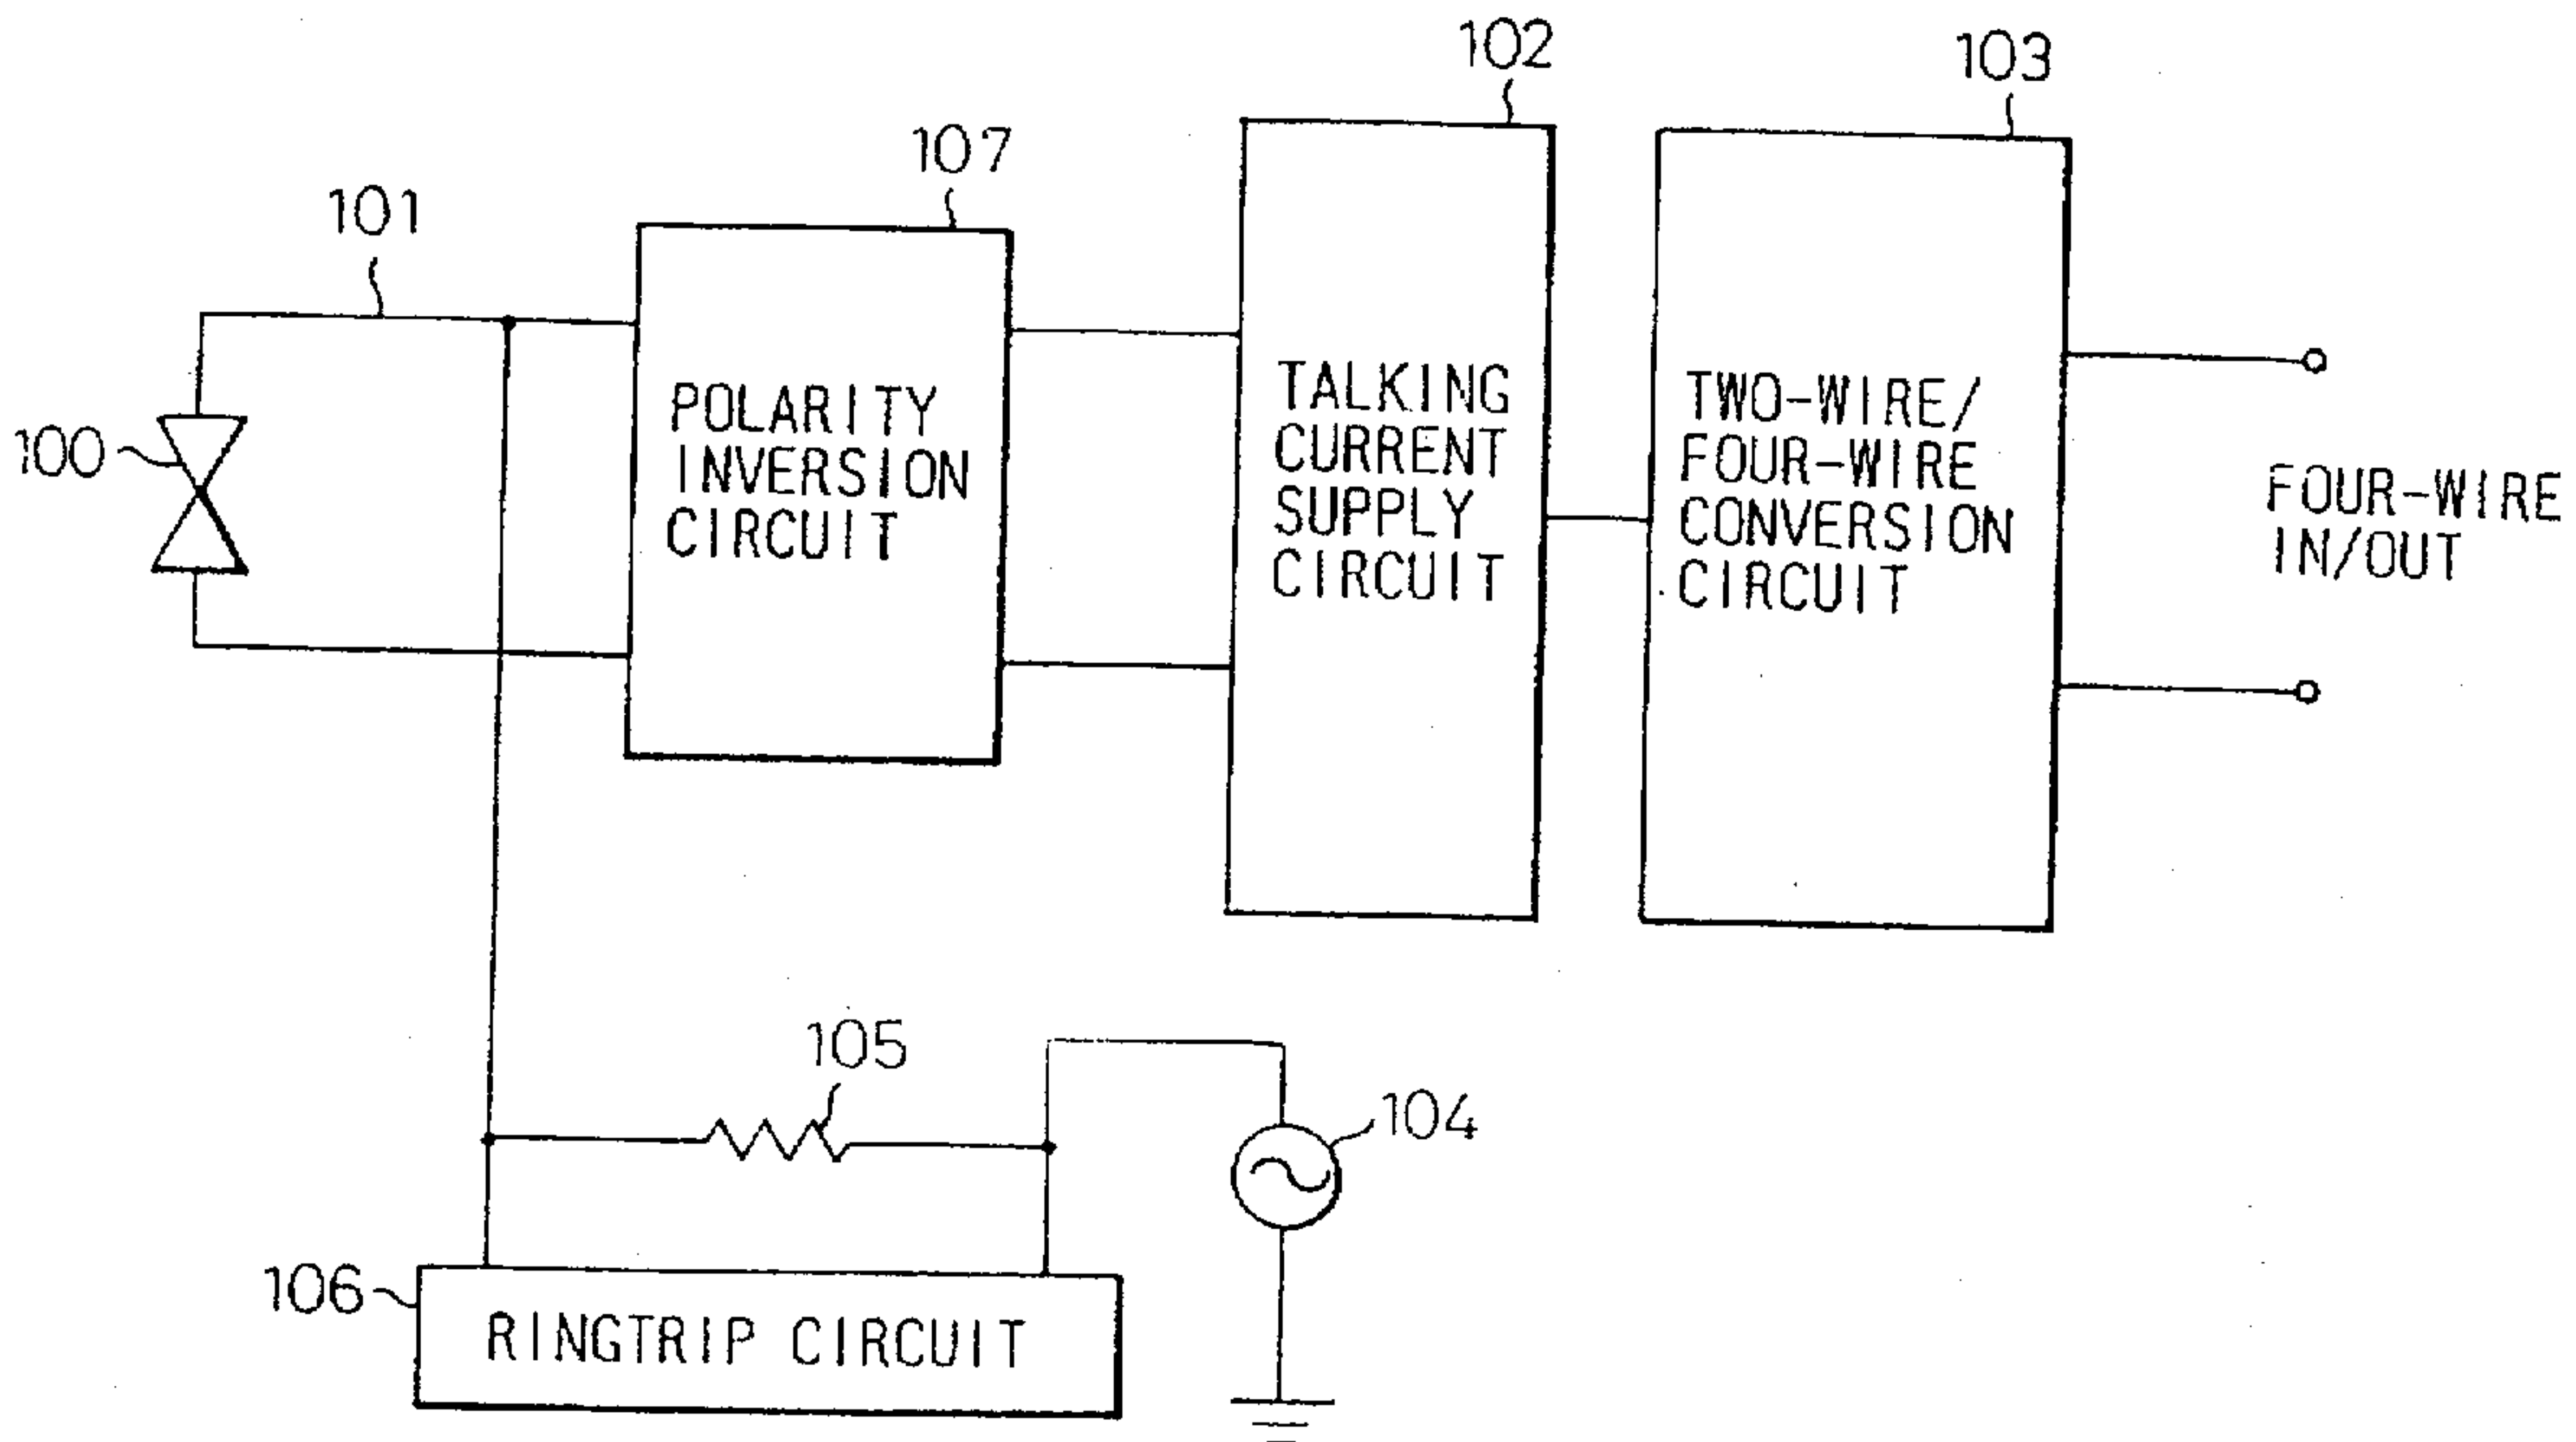 102
103
107
101
100
POLARITY
INVERSION
CIRCUIT
TALKING
CURRENT
SUPPLY
CIRCUIT
TWO-WIRE/
FOUR-WIRE
CONVERSION
CIRCUIT
FOUR-WIRE
IN/OUT
105
104
106
RINGTRIP CIRCUIT